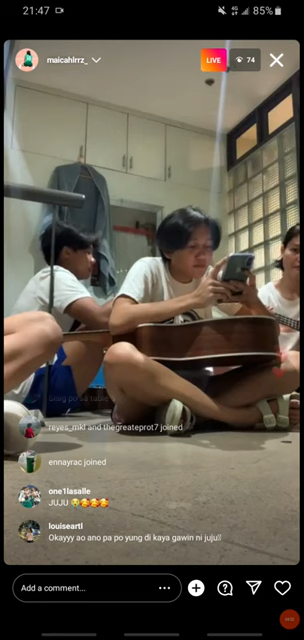 21:47
4G
85%
maicahlrrz_
LIVE
74
reyes_mkl and thegreateprot7 joined
ennayrac joined
one1lasalle
JUJU 😭🥰🥰🥰
louiseartl
Okayyy ao ano pa po yung di kaya gawin ni juju!!
Add a comment...